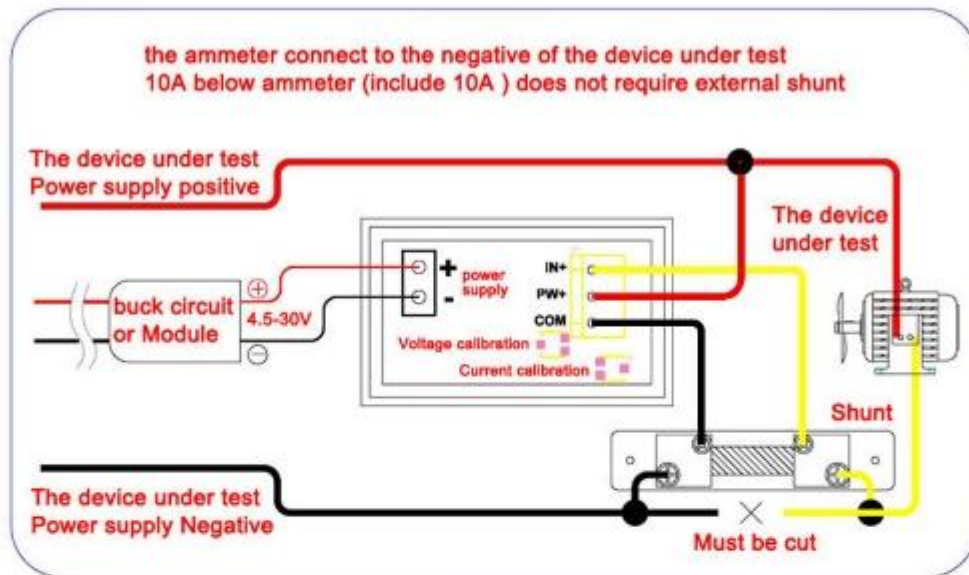 the ammeter connect to the negative of the device under test
10A below ammeter (include 10A ) does not require external shunt
The device under test
Power supply positive
The device
under test
buck circuit
or Module
+
4.5-30V
−
+
-
power
supply
IN+
PW+
COM
Voltage calibration
Current calibration
Shunt
The device under test
Power supply Negative
Must be cut